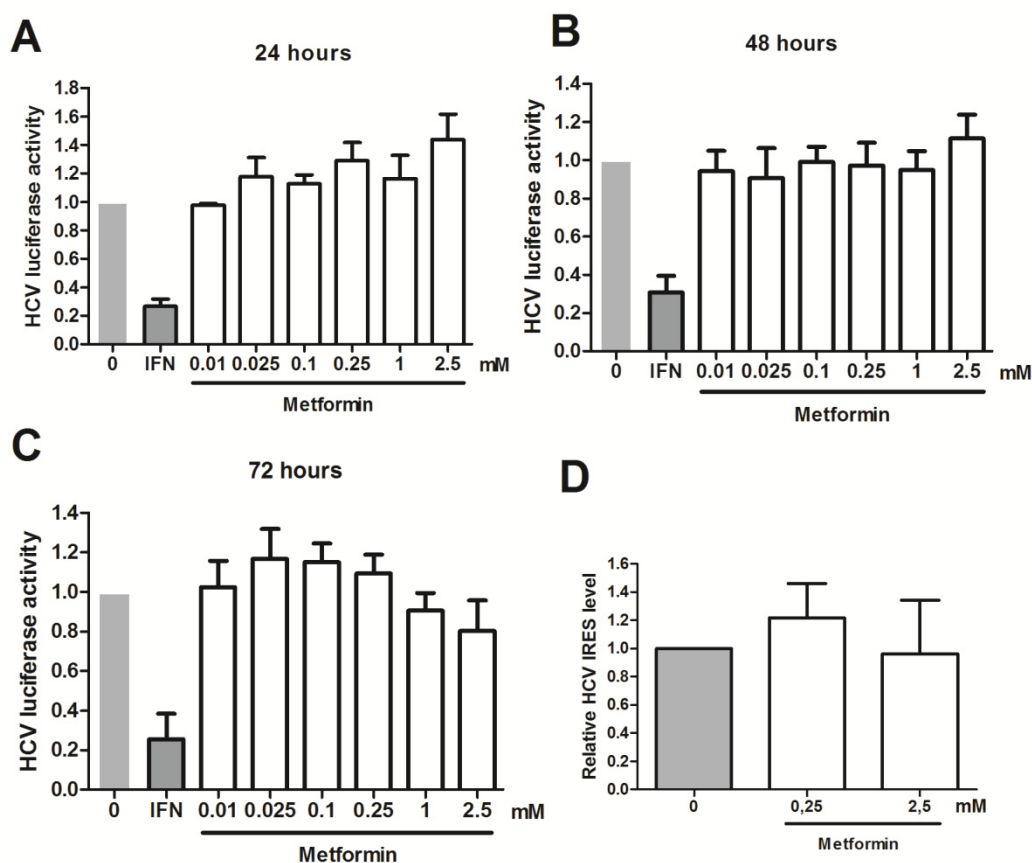 A
24 hours
HCV luciferase activity
1.8
1.6
1.4
1.2
1.0
0.8
0.6
0.4
0.2
0.0
0 IFN 0.01 0.025 0.1 0.25 1 2.5 mM
Metformin
B
48 hours
HCV luciferase activity
1.4
1.2
1.0
0.8
0.6
0.4
0.2
0.0
0 IFN 0.01 0.025 0.1 0.25 1 2.5 mM
Metformin
C
72 hours
HCV luciferase activity
1.4
1.2
1.0
0.8
0.6
0.4
0.2
0.0
0 IFN 0.01 0.025 0.1 0.25 1 2.5 mM
Metformin
D
Relative HCV IRES level
1.6
1.4
1.2
1.0
0.8
0.6
0.4
0.2
0.0
0 0,25 2,5 mM
Metformin